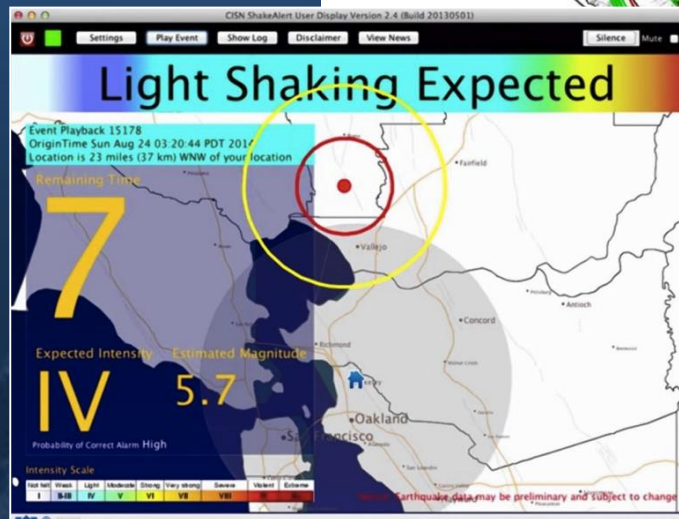 CISN ShakeAlert User Display Version 2.4 (Build 20130501)
Settings Play Event Show Log Disclaimer View News Silence Mute
Light Shaking Expected
Event Playback 15178
OriginTime Sun Aug 24 03:20:44 PDT 2014
Location is 23 miles (37 km) WNW of your location
Remaining Time
7
Fairfield
Vallejo
Pittsburg
Antioch
Concord
Richmond
Expected Intensity Estimated Magnitude
IV 5.7
Probability of Correct Alarm High
Oakland
San Francisco
Intensity Scale
Not felt Weak Light Moderate Strong Very strong Severe Violent Extreme
I II-III IV V VI VII VIII
Earthquake data may be preliminary and subject to change